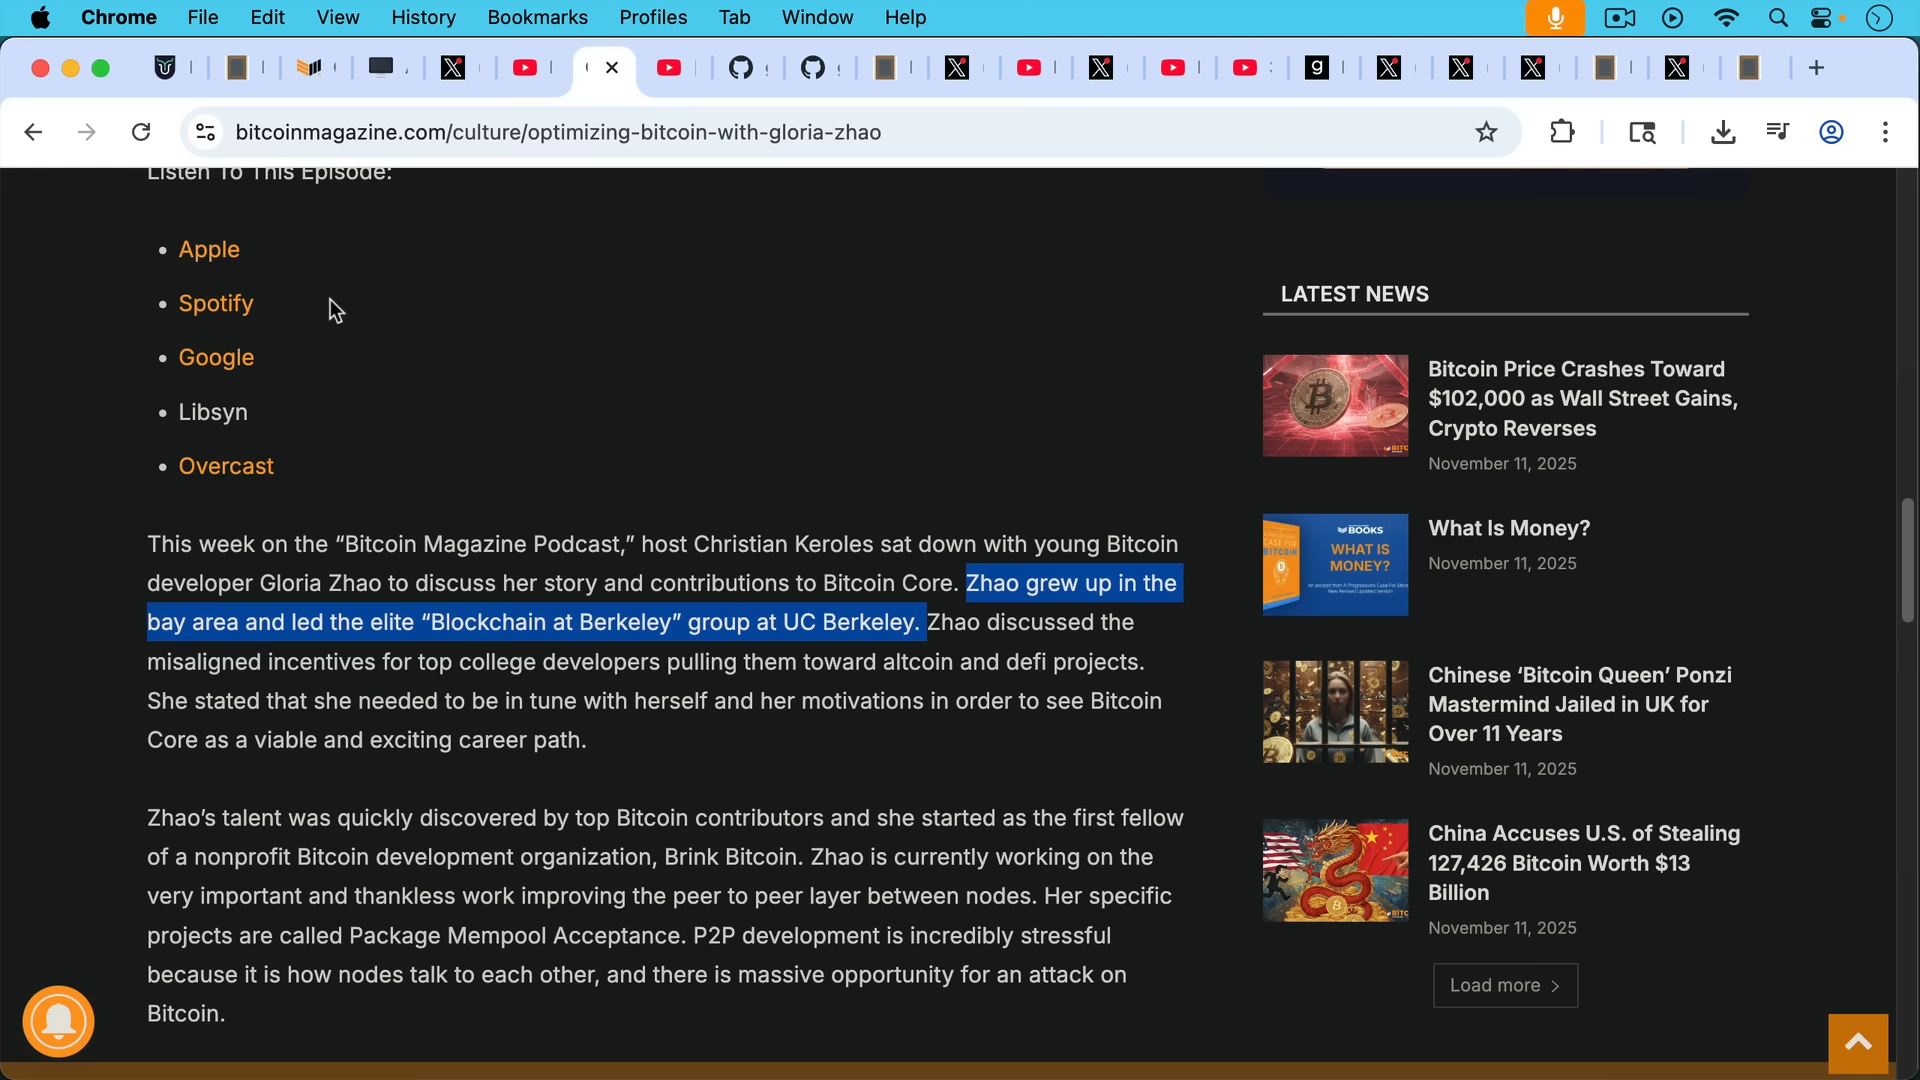 Chrome File Edit View History Bookmarks Profiles Tab Window Help
bitcoinmagazine.com/culture/optimizing-bitcoin-with-gloria-zhao
Listen To This Episode:
• Apple
• Spotify
• Google
• Libsyn
• Overcast
This week on the “Bitcoin Magazine Podcast,” host Christian Keroles sat down with young Bitcoin
developer Gloria Zhao to discuss her story and contributions to Bitcoin Core. Zhao grew up in the
bay area and led the elite “Blockchain at Berkeley” group at UC Berkeley. Zhao discussed the
misaligned incentives for top college developers pulling them toward altcoin and defi projects.
She stated that she needed to be in tune with herself and her motivations in order to see Bitcoin
Core as a viable and exciting career path.
Zhao’s talent was quickly discovered by top Bitcoin contributors and she started as the first fellow
of a nonprofit Bitcoin development organization, Brink Bitcoin. Zhao is currently working on the
very important and thankless work improving the peer to peer layer between nodes. Her specific
projects are called Package Mempool Acceptance. P2P development is incredibly stressful
because it is how nodes talk to each other, and there is massive opportunity for an attack on
Bitcoin.
LATEST NEWS
Bitcoin Price Crashes Toward
$102,000 as Wall Street Gains,
Crypto Reverses
November 11, 2025
BOOKS
WHAT IS
MONEY?
What Is Money?
November 11, 2025
Chinese ‘Bitcoin Queen’ Ponzi
Mastermind Jailed in UK for
Over 11 Years
November 11, 2025
China Accuses U.S. of Stealing
127,426 Bitcoin Worth $13
Billion
November 11, 2025
Load more >